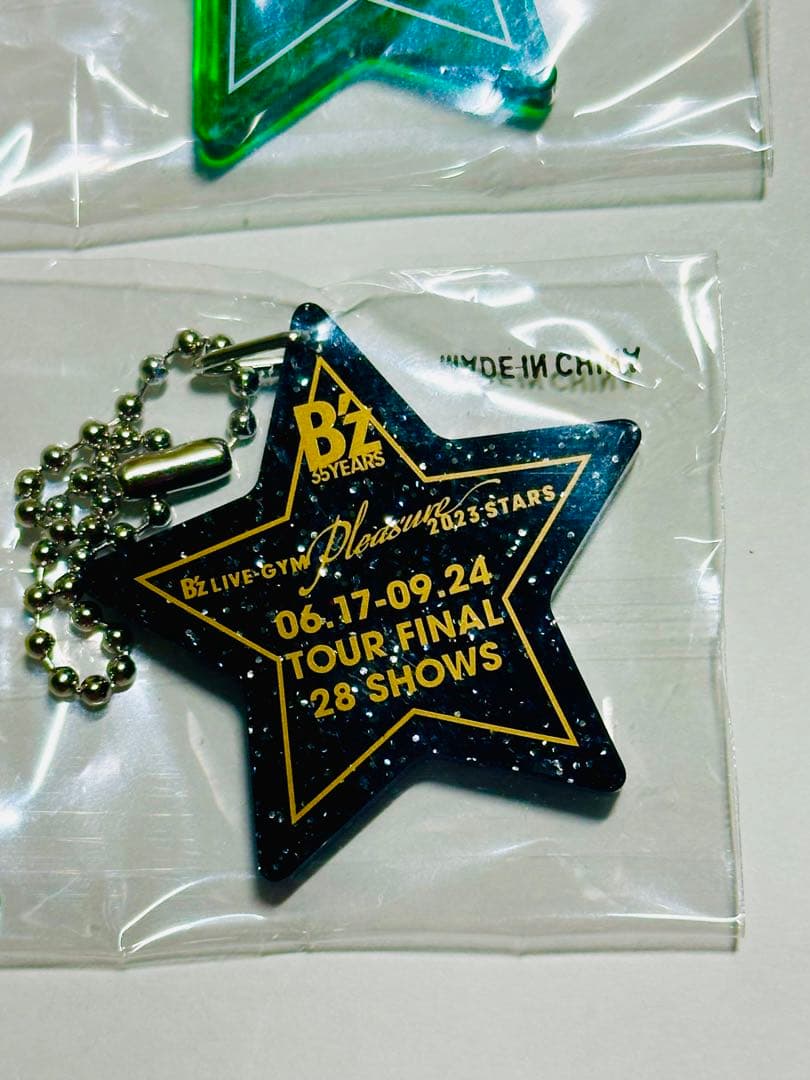 MADE IN CHINA
B'z
35YEARS
B'z LIVE-GYM Pleasure 2023 STARS
06.17-09.24
TOUR FINAL
28 SHOWS